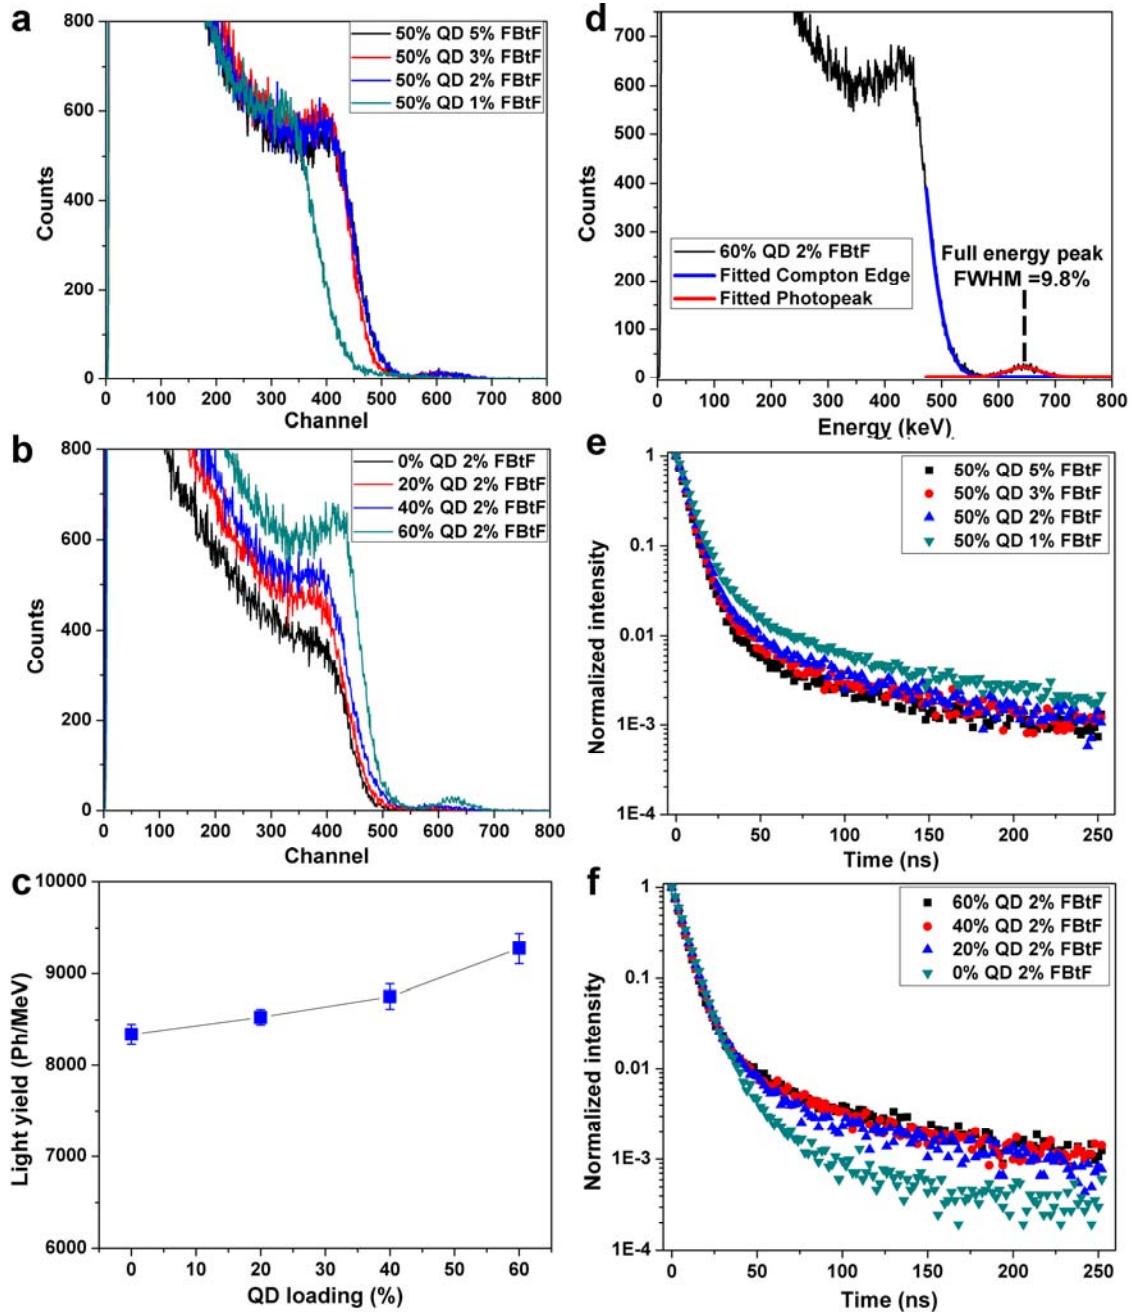 a
800
700
600
500
400
300
200
100
0
Counts
0 100 200 300 400 500 600 700 800
Channel
50% QD 5% FBtF
50% QD 3% FBtF
50% QD 2% FBtF
50% QD 1% FBtF
b
800
600
400
200
0
Counts
0 100 200 300 400 500 600 700 800
Channel
0% QD 2% FBtF
20% QD 2% FBtF
40% QD 2% FBtF
60% QD 2% FBtF
c
10000
9000
8000
7000
6000
Light yield (Ph/MeV)
0 10 20 30 40 50 60
QD loading (%)
d
700
600
500
400
300
200
100
0
Counts
0 100 200 300 400 500 600 700 800
Energy (keV)
60% QD 2% FBtF
Fitted Compton Edge
Fitted Photopeak
Full energy peak
FWHM =9.8%
e
1
0.1
0.01
1E-3
1E-4
Normalized intensity
0 50 100 150 200 250
Time (ns)
50% QD 5% FBtF
50% QD 3% FBtF
50% QD 2% FBtF
50% QD 1% FBtF
f
1
0.1
0.01
1E-3
1E-4
Normalized intensity
0 50 100 150 200 250
Time (ns)
60% QD 2% FBtF
40% QD 2% FBtF
20% QD 2% FBtF
0% QD 2% FBtF